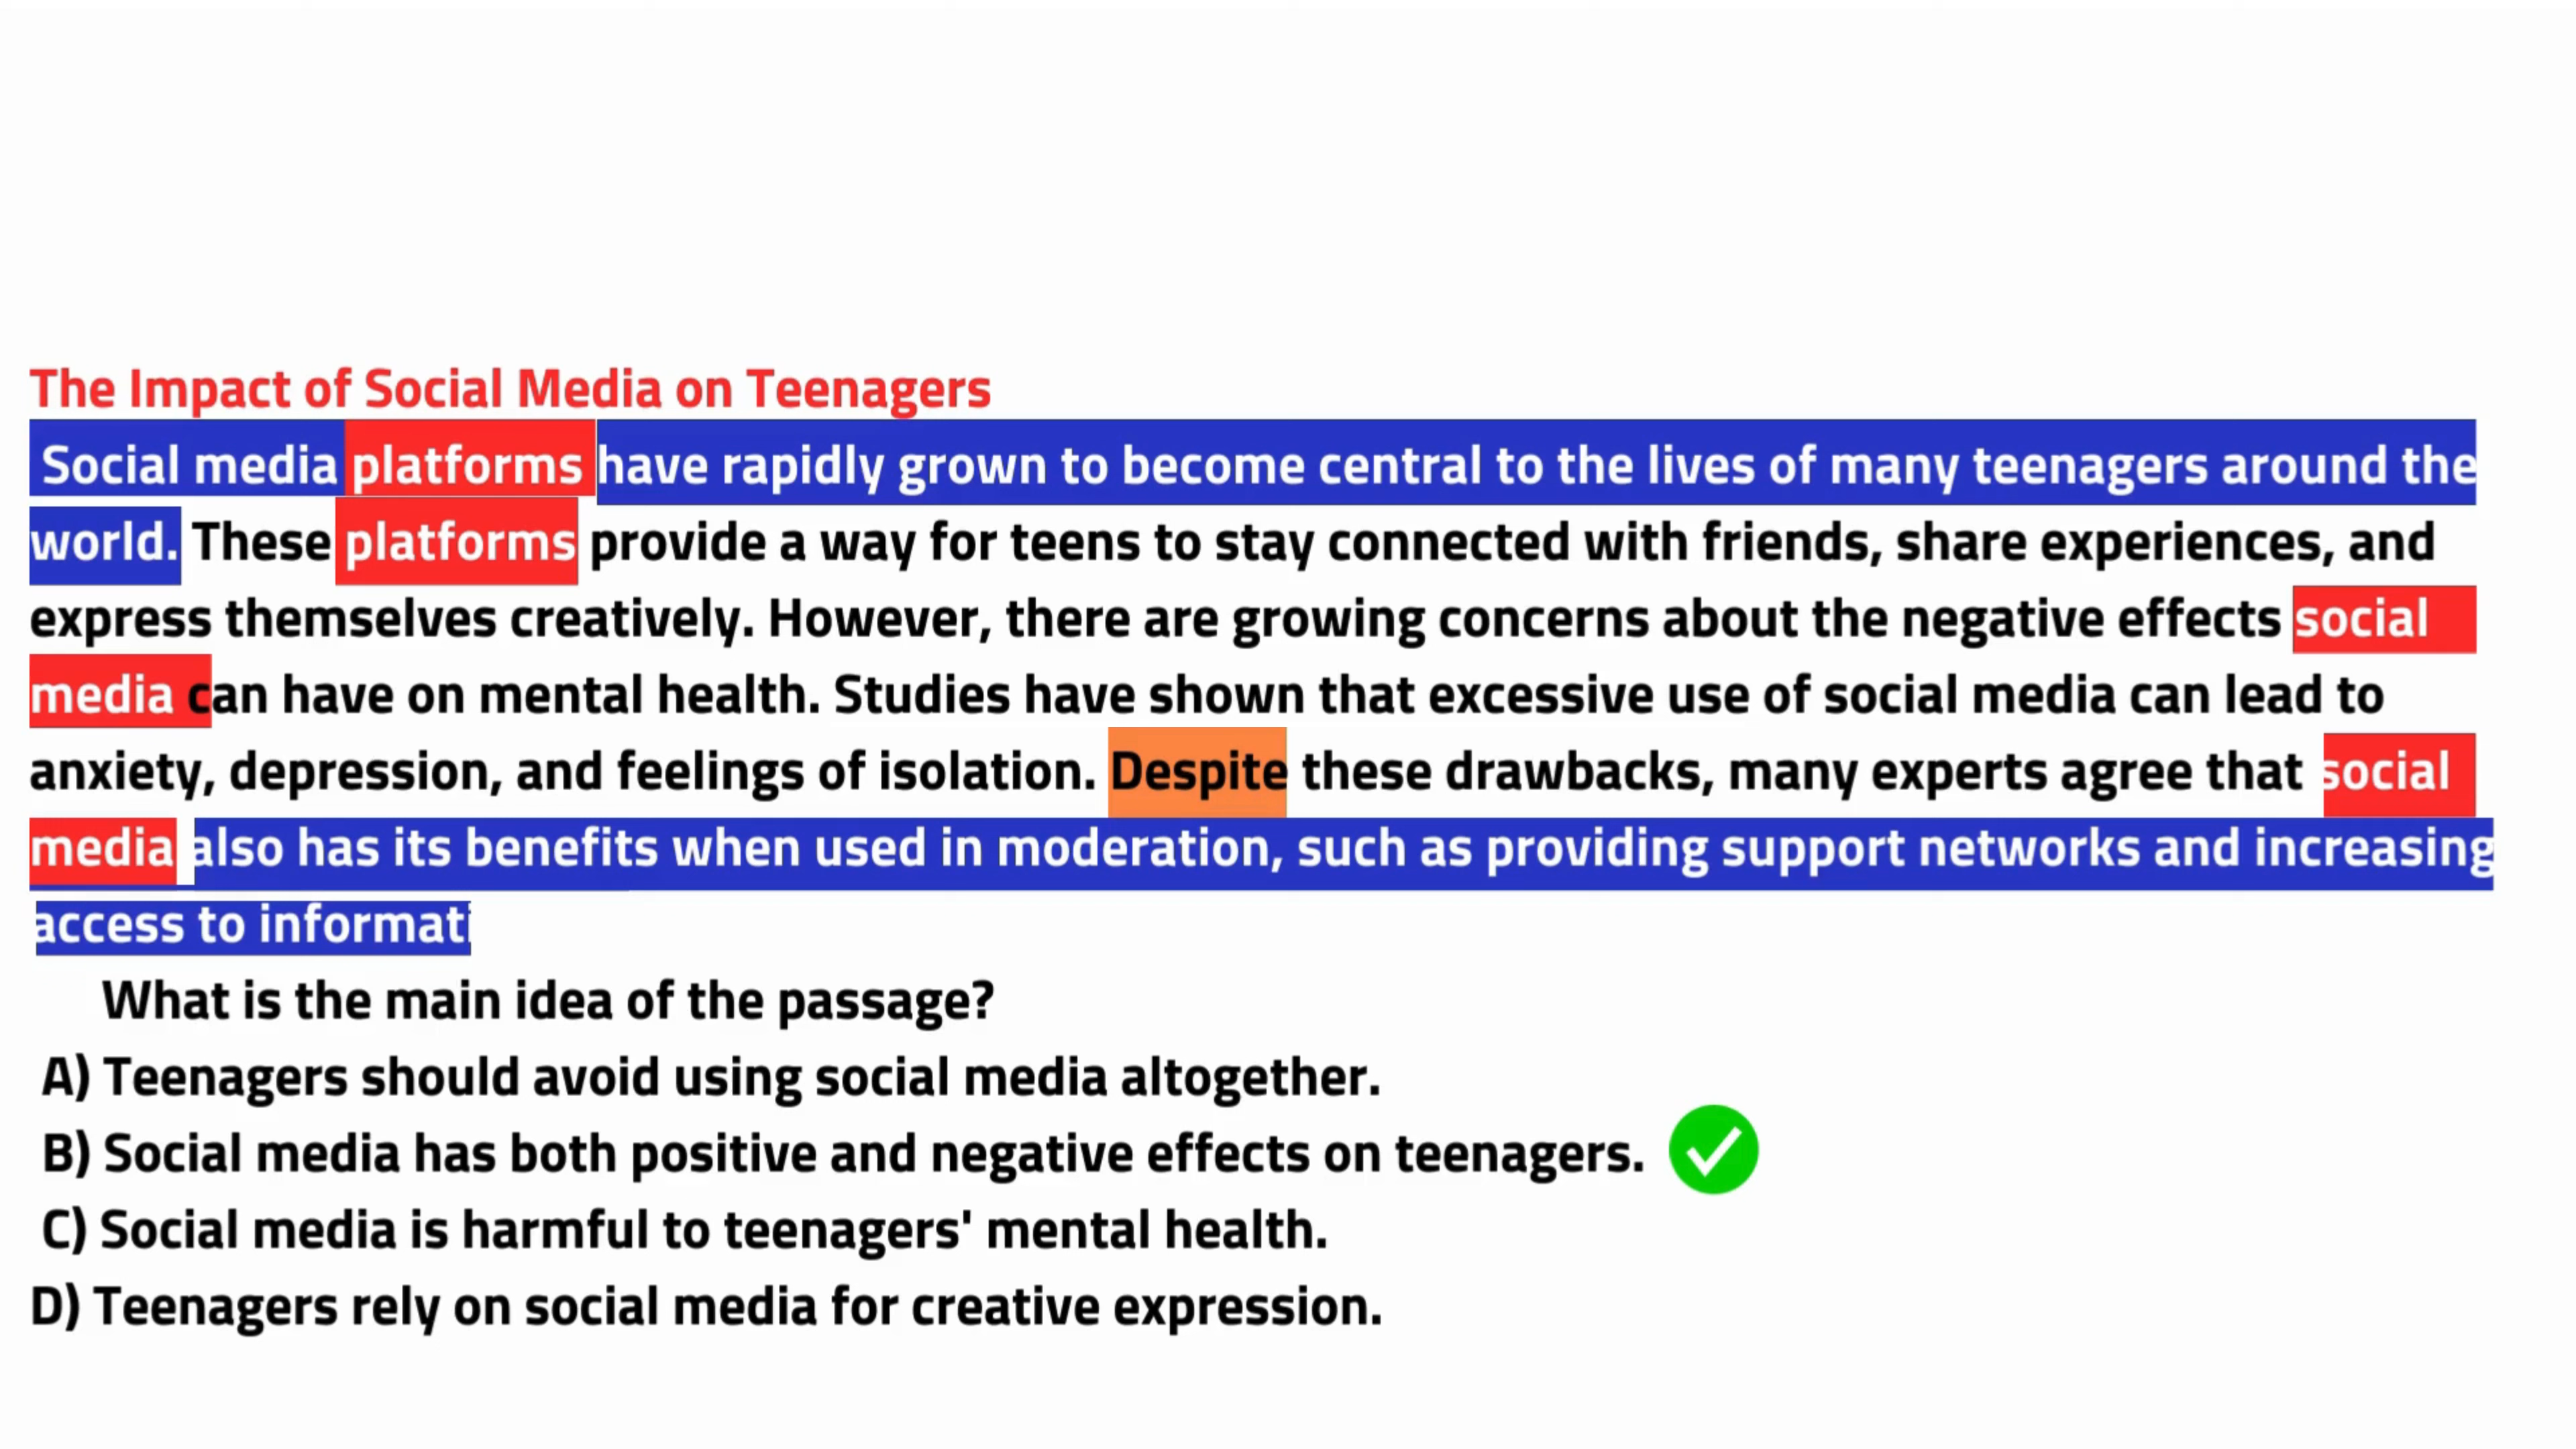 The Impact of Social Media on Teenagers
Social media platforms have rapidly grown to become central to the lives of many teenagers around the
world. These platforms provide a way for teens to stay connected with friends, share experiences, and
express themselves creatively. However, there are growing concerns about the negative effects social
media can have on mental health. Studies have shown that excessive use of social media can lead to
anxiety, depression, and feelings of isolation. Despite these drawbacks, many experts agree that social
media also has its benefits when used in moderation, such as providing support networks and increasing
access to informati
What is the main idea of the passage?
A) Teenagers should avoid using social media altogether.
B) Social media has both positive and negative effects on teenagers.
C) Social media is harmful to teenagers' mental health.
D) Teenagers rely on social media for creative expression.